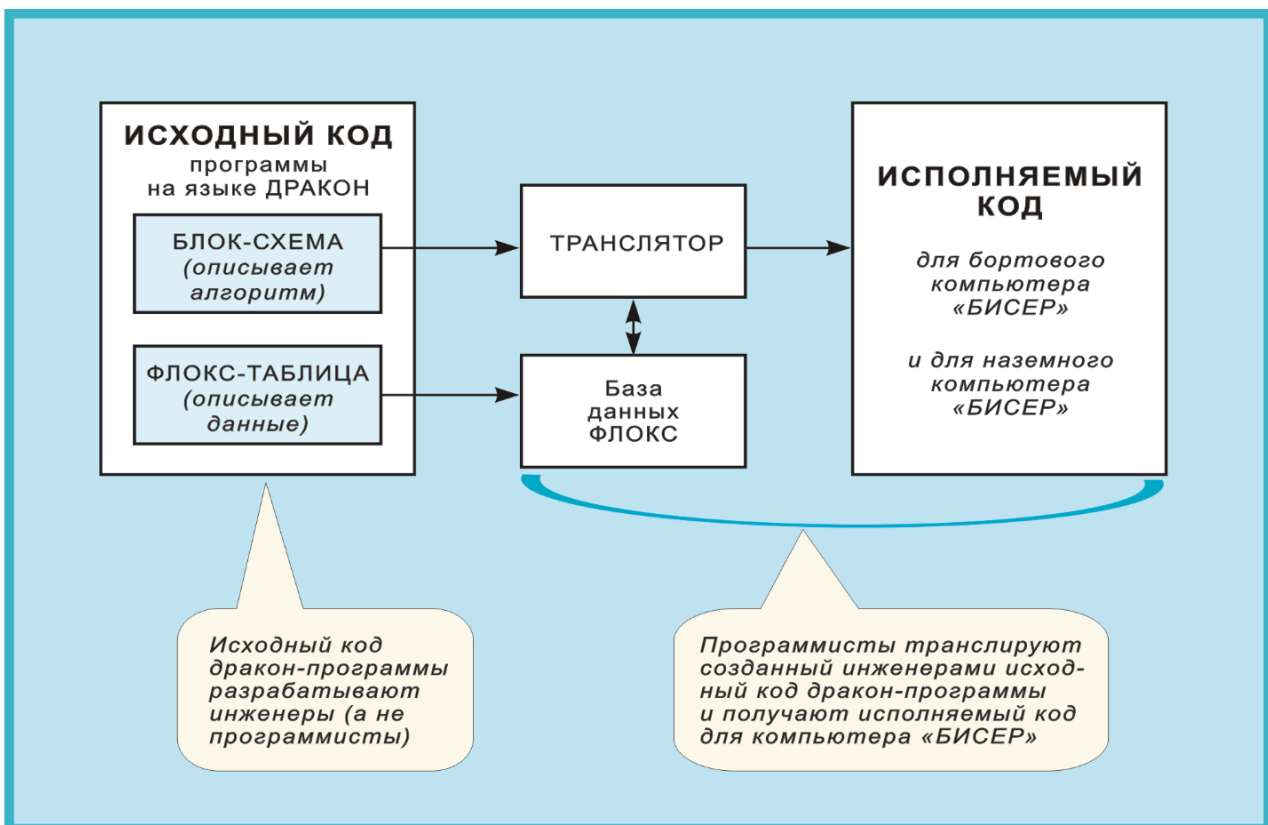 ИСХОДНЫЙ КОД
программы
на языке ДРАКОН
БЛОК-СХЕМА
(описывает
алгоритм)
ФЛОКС-ТАБЛИЦА
(описывает
данные)
ТРАНСЛЯТОР
База
данных
ФЛОКС
ИСПОЛНЯЕМЫЙ
КОД
для бортового
компьютера
«БИСЕР»
и для наземного
компьютера
«БИСЕР»
Исходный код
дракон-программы
разрабатывают
инженеры (а не
программисты)
Программисты транслируют
созданный инженерами исход-
ный код дракон-программы
и получают исполняемый код
для компьютера «БИСЕР»